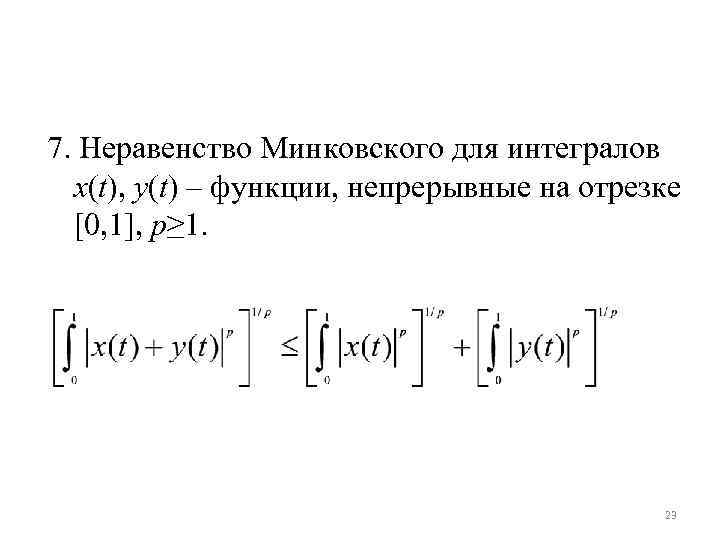 7. Неравенство Минковского для интегралов
x(t), y(t) – функции, непрерывные на отрезке
[0, 1], p≥1.
[∫₀¹ |x(t) + y(t)|ᵖ]^{1/p} ≤ [∫₀¹ |x(t)|ᵖ]^{1/p} + [∫₀¹ |y(t)|ᵖ]^{1/p}
23